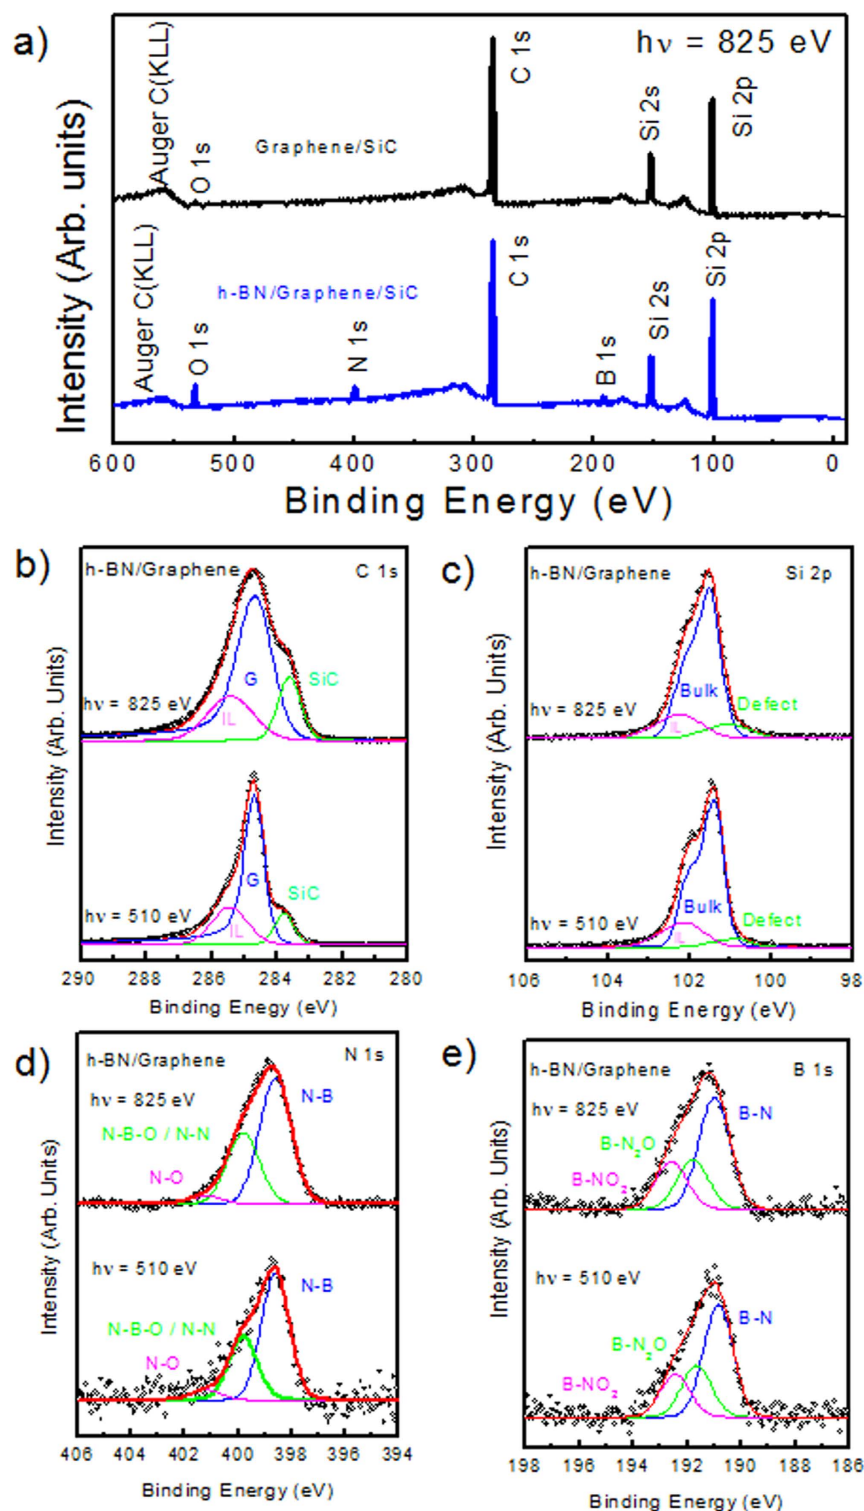 a)
hν = 825 eV
Auger C(KLL)
O 1s
Graphene/SiC
C 1s
Si 2s
Si 2p
Auger C(KLL)
O 1s
h-BN/Graphene/SiC
N 1s
C 1s
B 1s
Si 2s
Si 2p
Intensity (Arb. units)
600 500 400 300 200 100 0
Binding Energy (eV)
b)
h-BN/Graphene
C 1s
hν = 825 eV
G
SiC
IL
hν = 510 eV
G
SiC
IL
Intensity (Arb. Units)
290 288 286 284 282 280
Binding Enegy (eV)
c)
h-BN/Graphene
Si 2p
hν = 825 eV
Bulk
Defect
IL
hν = 510 eV
Bulk
Defect
IL
Intensity (Arb. Units)
106 104 102 100 98
Binding Energy (eV)
d)
h-BN/Graphene
N 1s
hν = 825 eV
N-B
N-B-O / N-N
N-O
hν = 510 eV
N-B
N-B-O / N-N
N-O
Intensity (Arb. Units)
406 404 402 400 398 396 394
Binding Energy (eV)
e)
h-BN/Graphene
B 1s
hν = 825 eV
B-N
B-N₂O
B-NO₂
hν = 510 eV
B-N
B-N₂O
B-NO₂
Intensity (Arb. Units)
198 196 194 192 190 188 186
Binding Energy (eV)